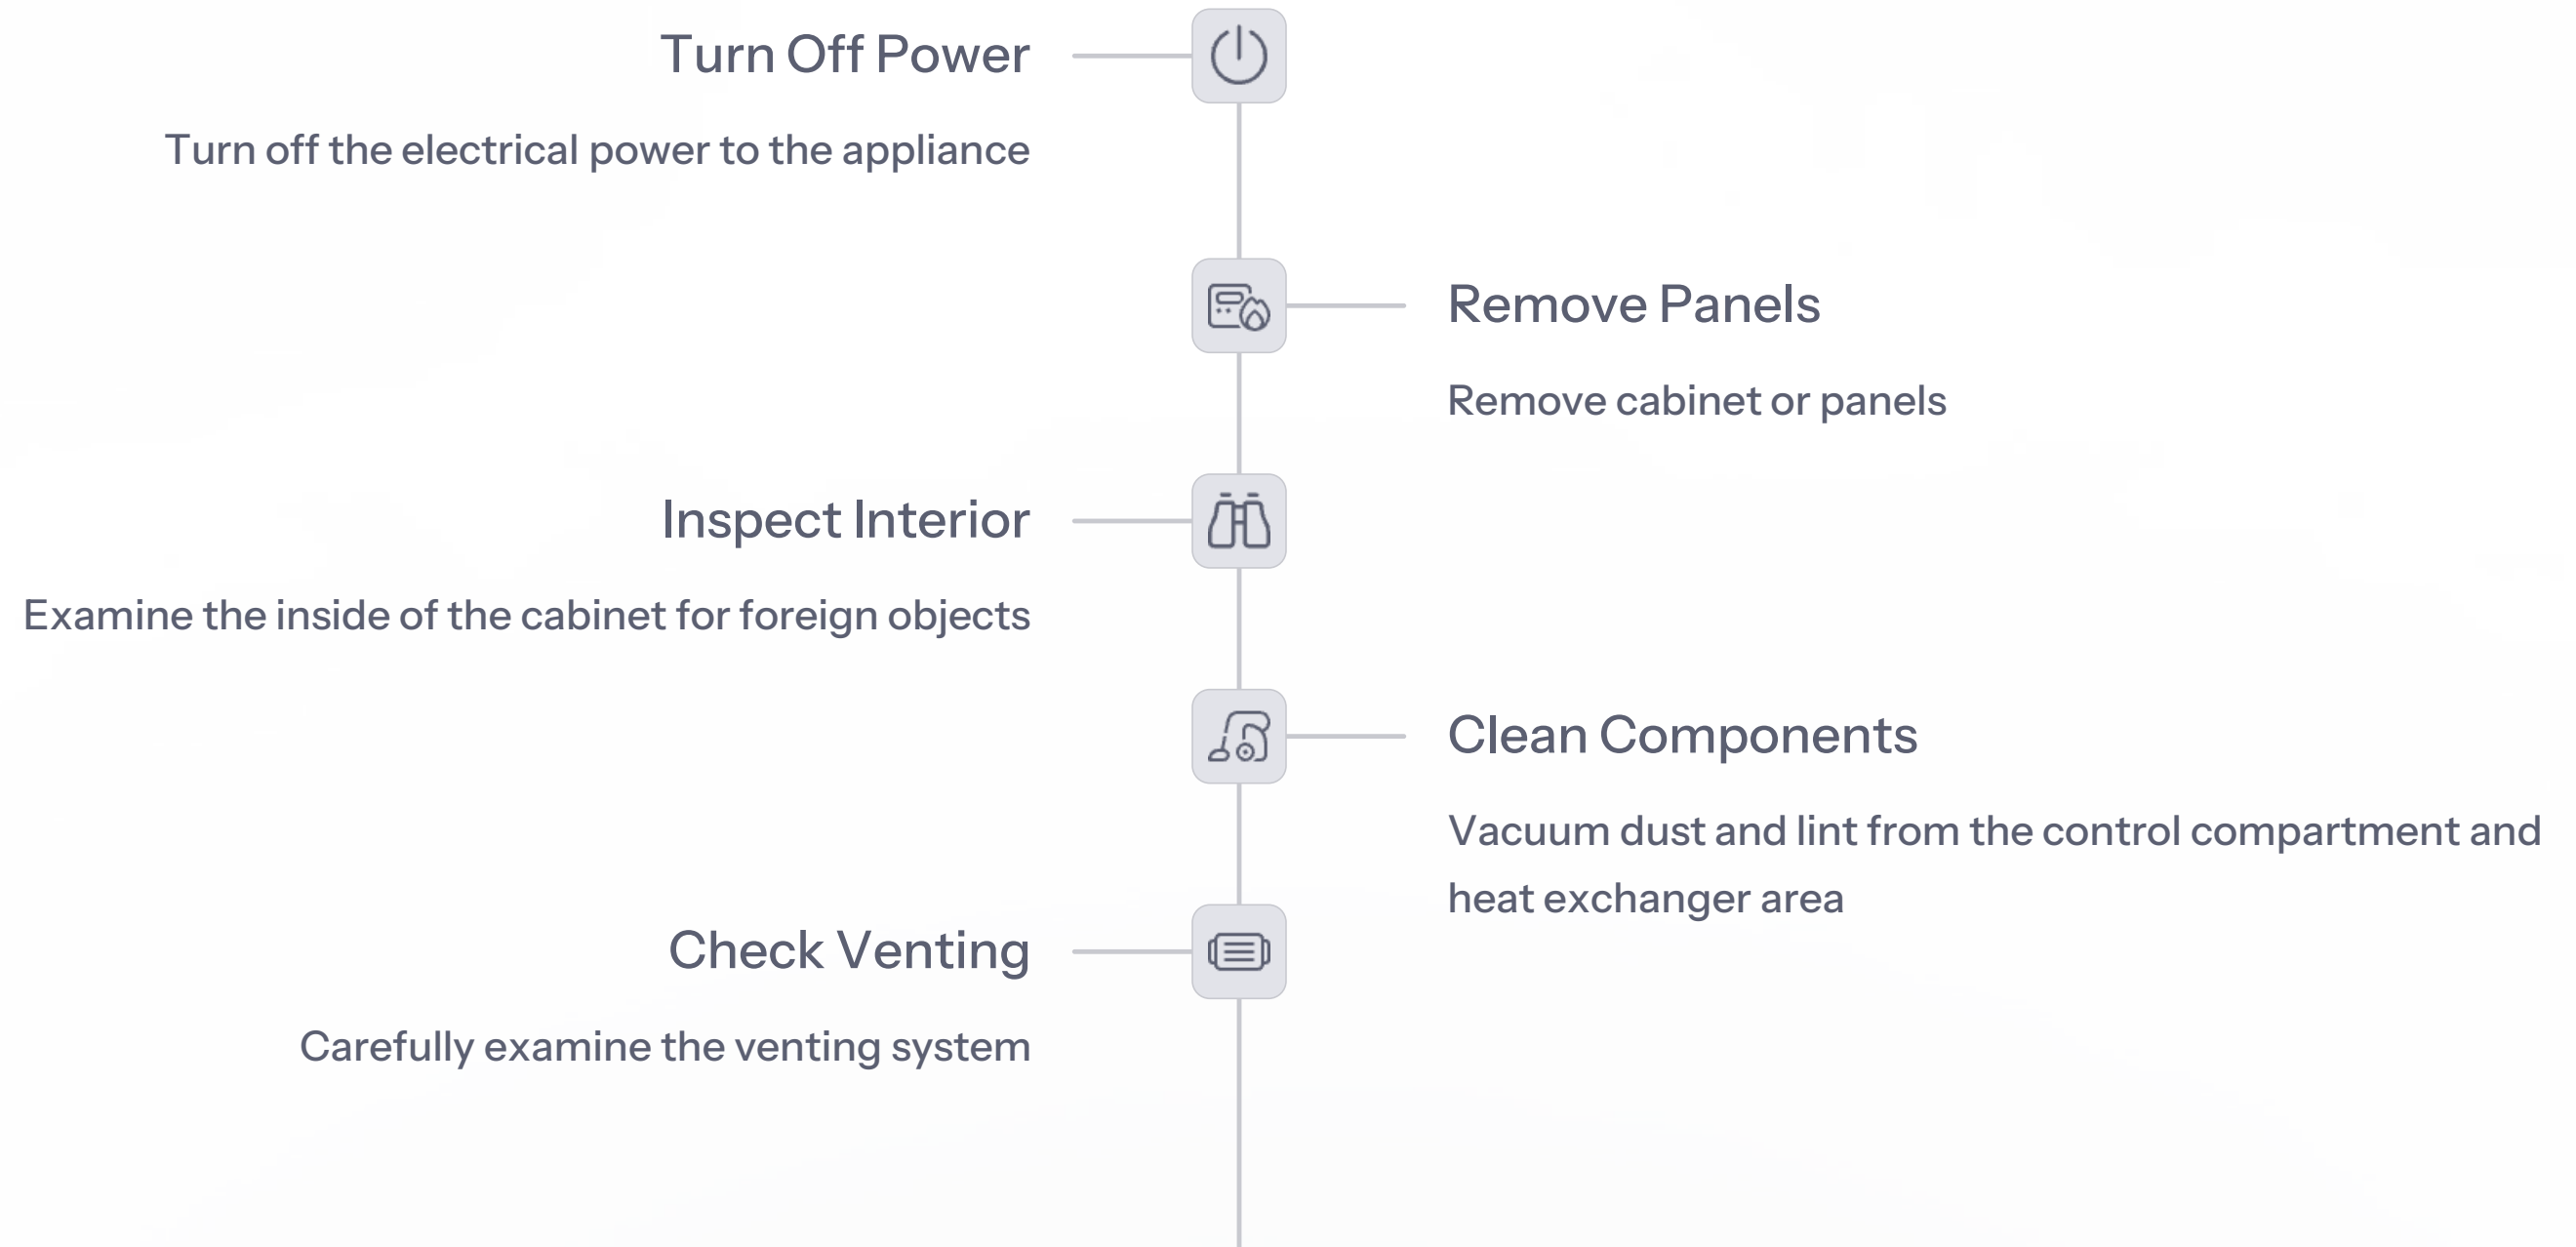 Turn Off Power
Turn off the electrical power to the appliance
Remove Panels
Remove cabinet or panels
Inspect Interior
Examine the inside of the cabinet for foreign objects
Clean Components
Vacuum dust and lint from the control compartment and
heat exchanger area
Check Venting
Carefully examine the venting system